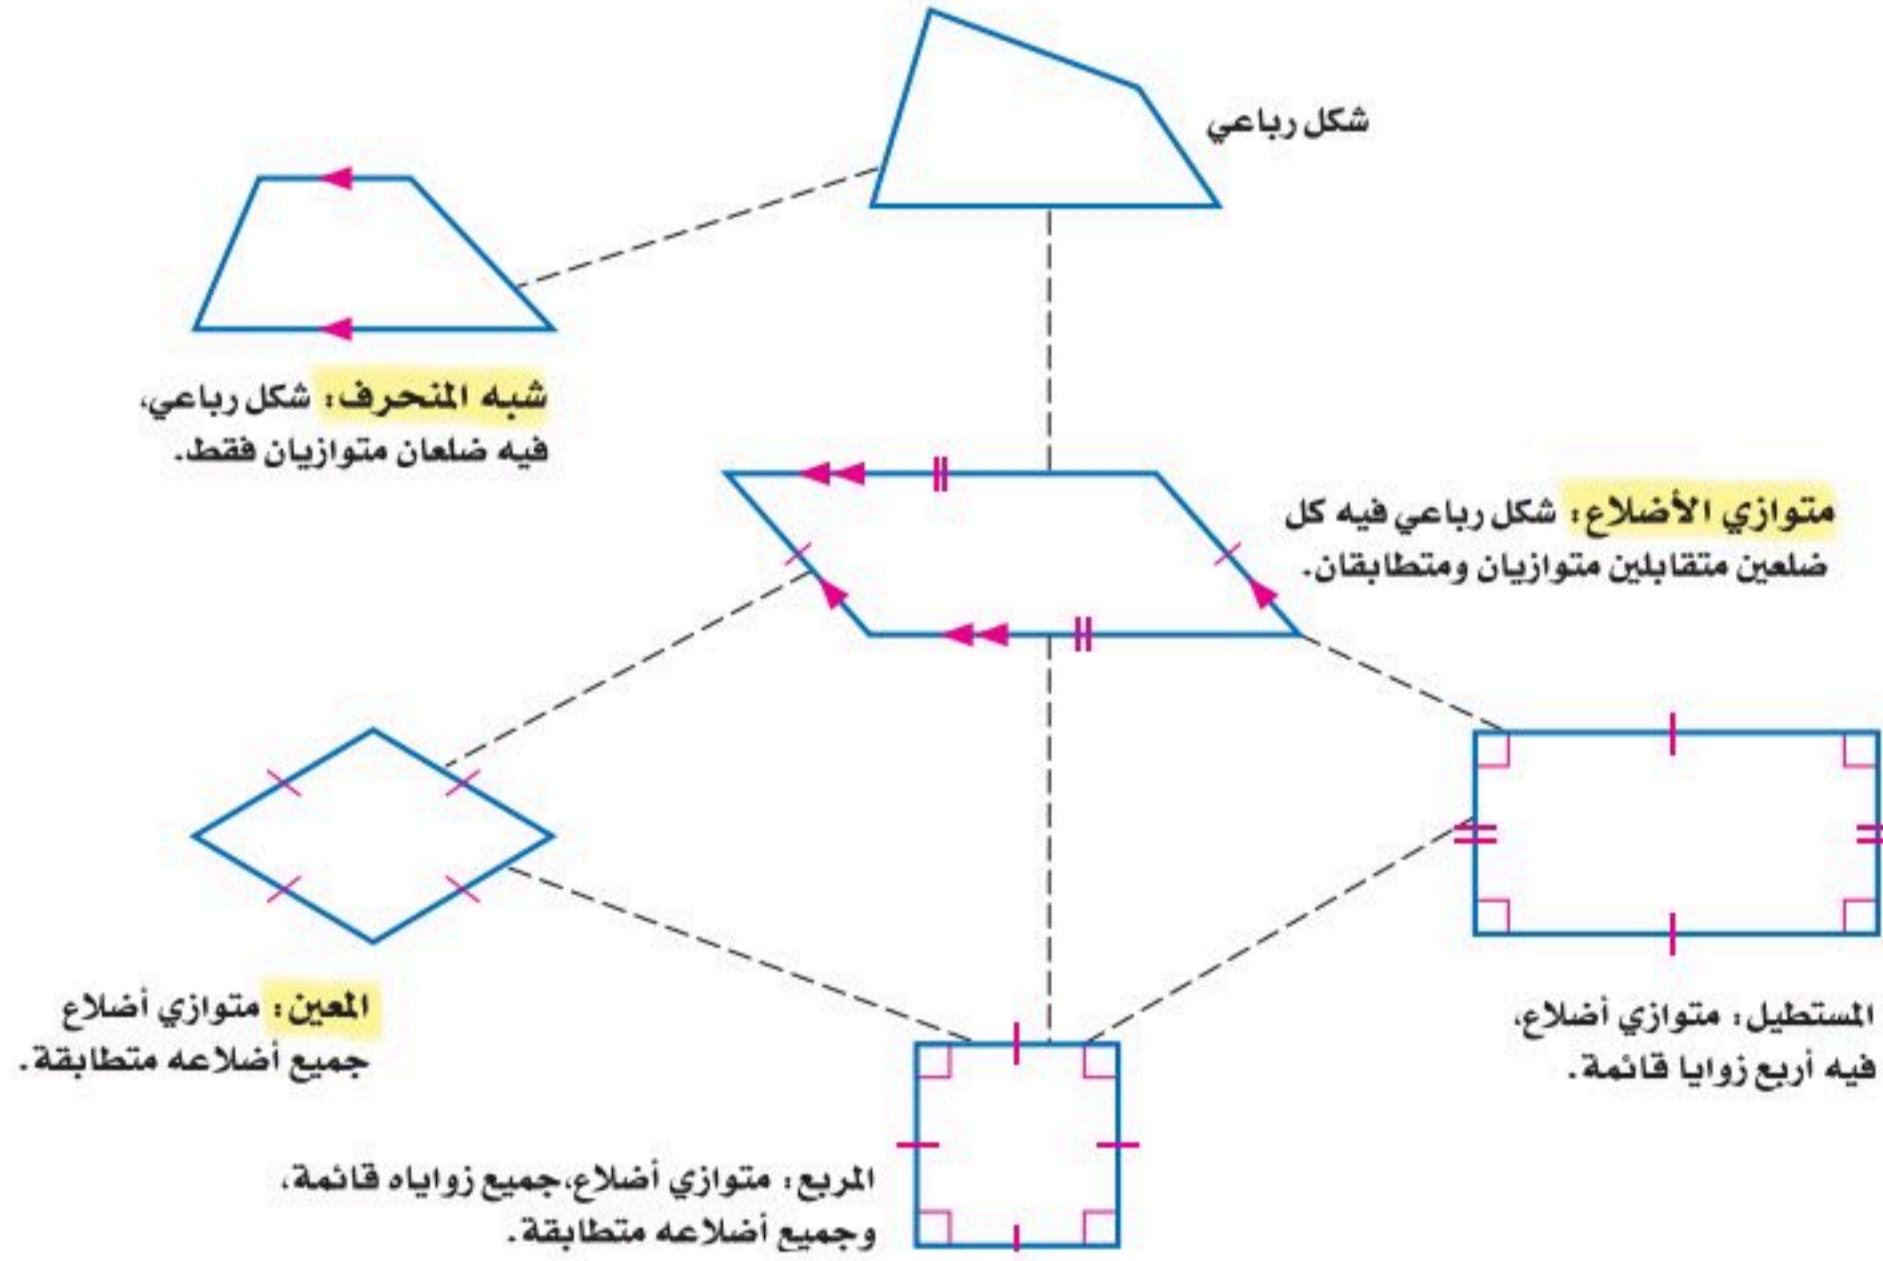 شكل رباعي
شبه المنحرف: شكل رباعي،
فيه ضلعان متوازيان فقط.
متوازي الأضلاع: شكل رباعي فيه كل
ضلعين متقابلين متوازيان ومتطابقان.
المعين: متوازي أضلاع
جميع أضلاعه متطابقة.
المستطيل: متوازي أضلاع،
فيه أربع زوايا قائمة.
المربع: متوازي أضلاع،جميع زواياه قائمة،
وجميع أضلاعه متطابقة.